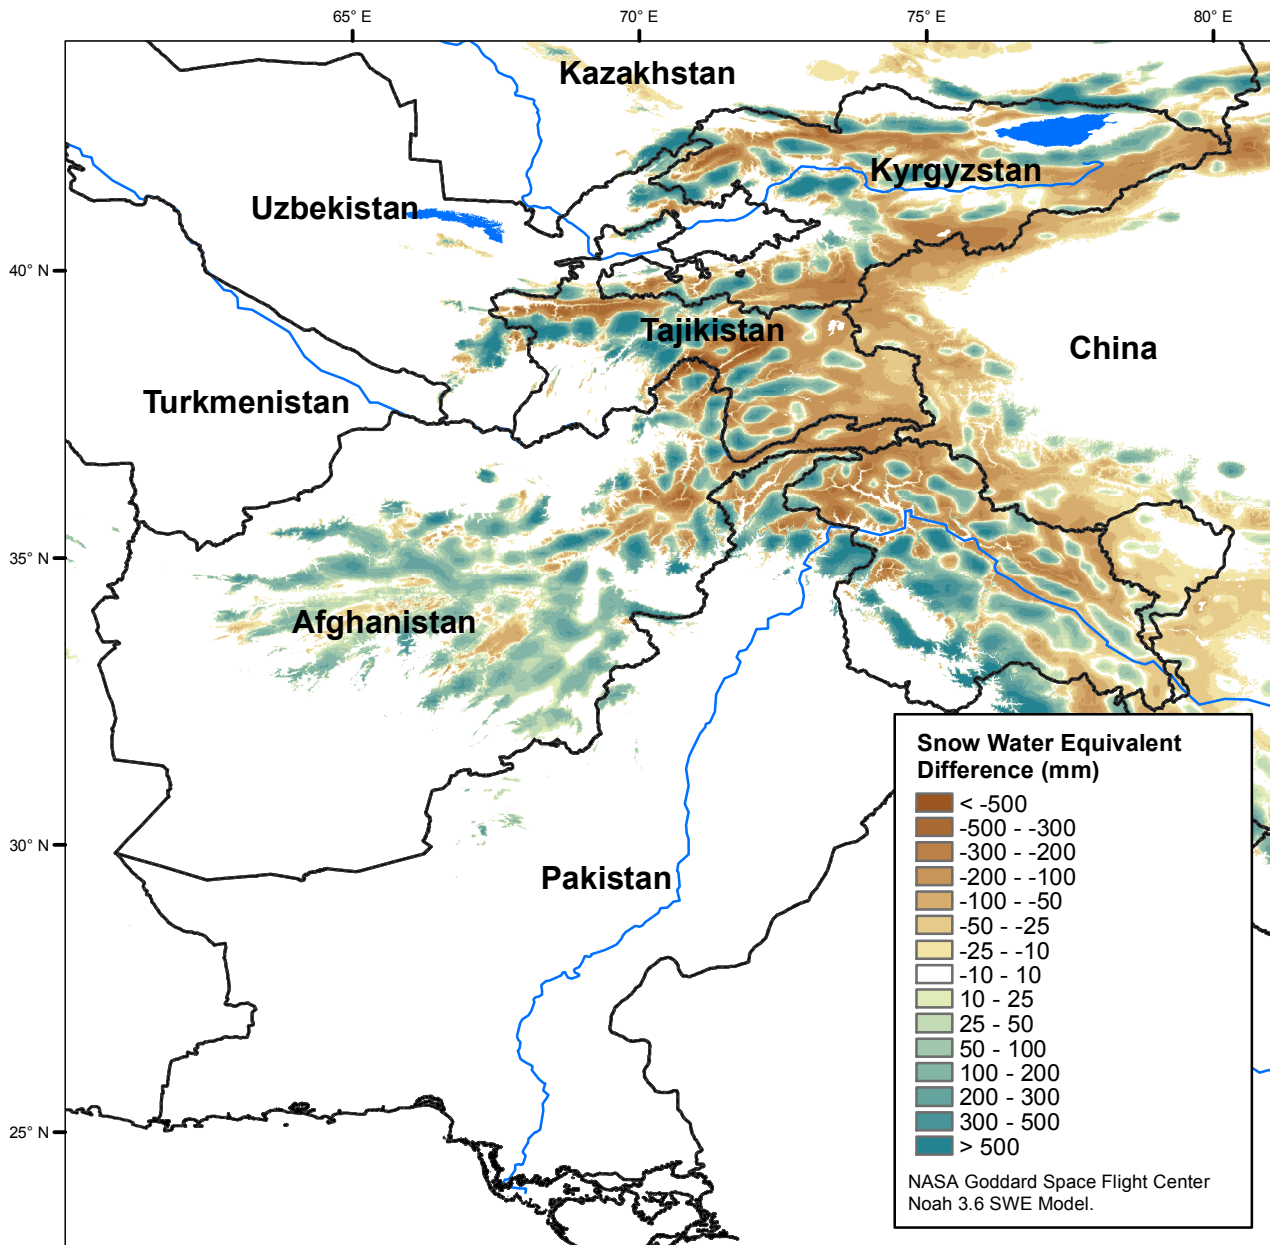 65° E
70° E
75° E
80° E
Kazakhstan
Kyrgyzstan
Uzbekistan
40° N
Tajikistan
China
Turkmenistan
35° N
Afghanistan
30° N
Pakistan
25° N
Snow Water Equivalent
Difference (mm)
< -500
-500 - -300
-300 - -200
-200 - -100
-100 - -50
-50 - -25
-25 - -10
-10 - 10
10 - 25
25 - 50
50 - 100
100 - 200
200 - 300
300 - 500
> 500
NASA Goddard Space Flight Center
Noah 3.6 SWE Model.